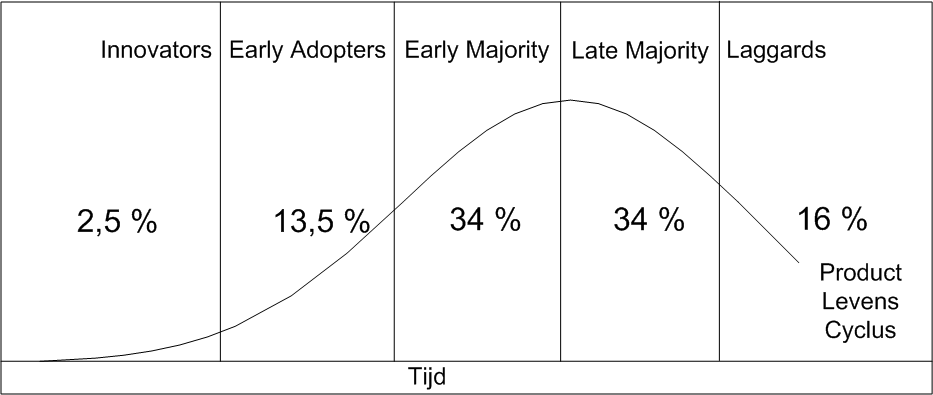 Innovators Early Adopters Early Majority Late Majority Laggards
2,5 % 13,5 % 34 % 34 % 16 %
Product
Levens
Cyclus
Tijd